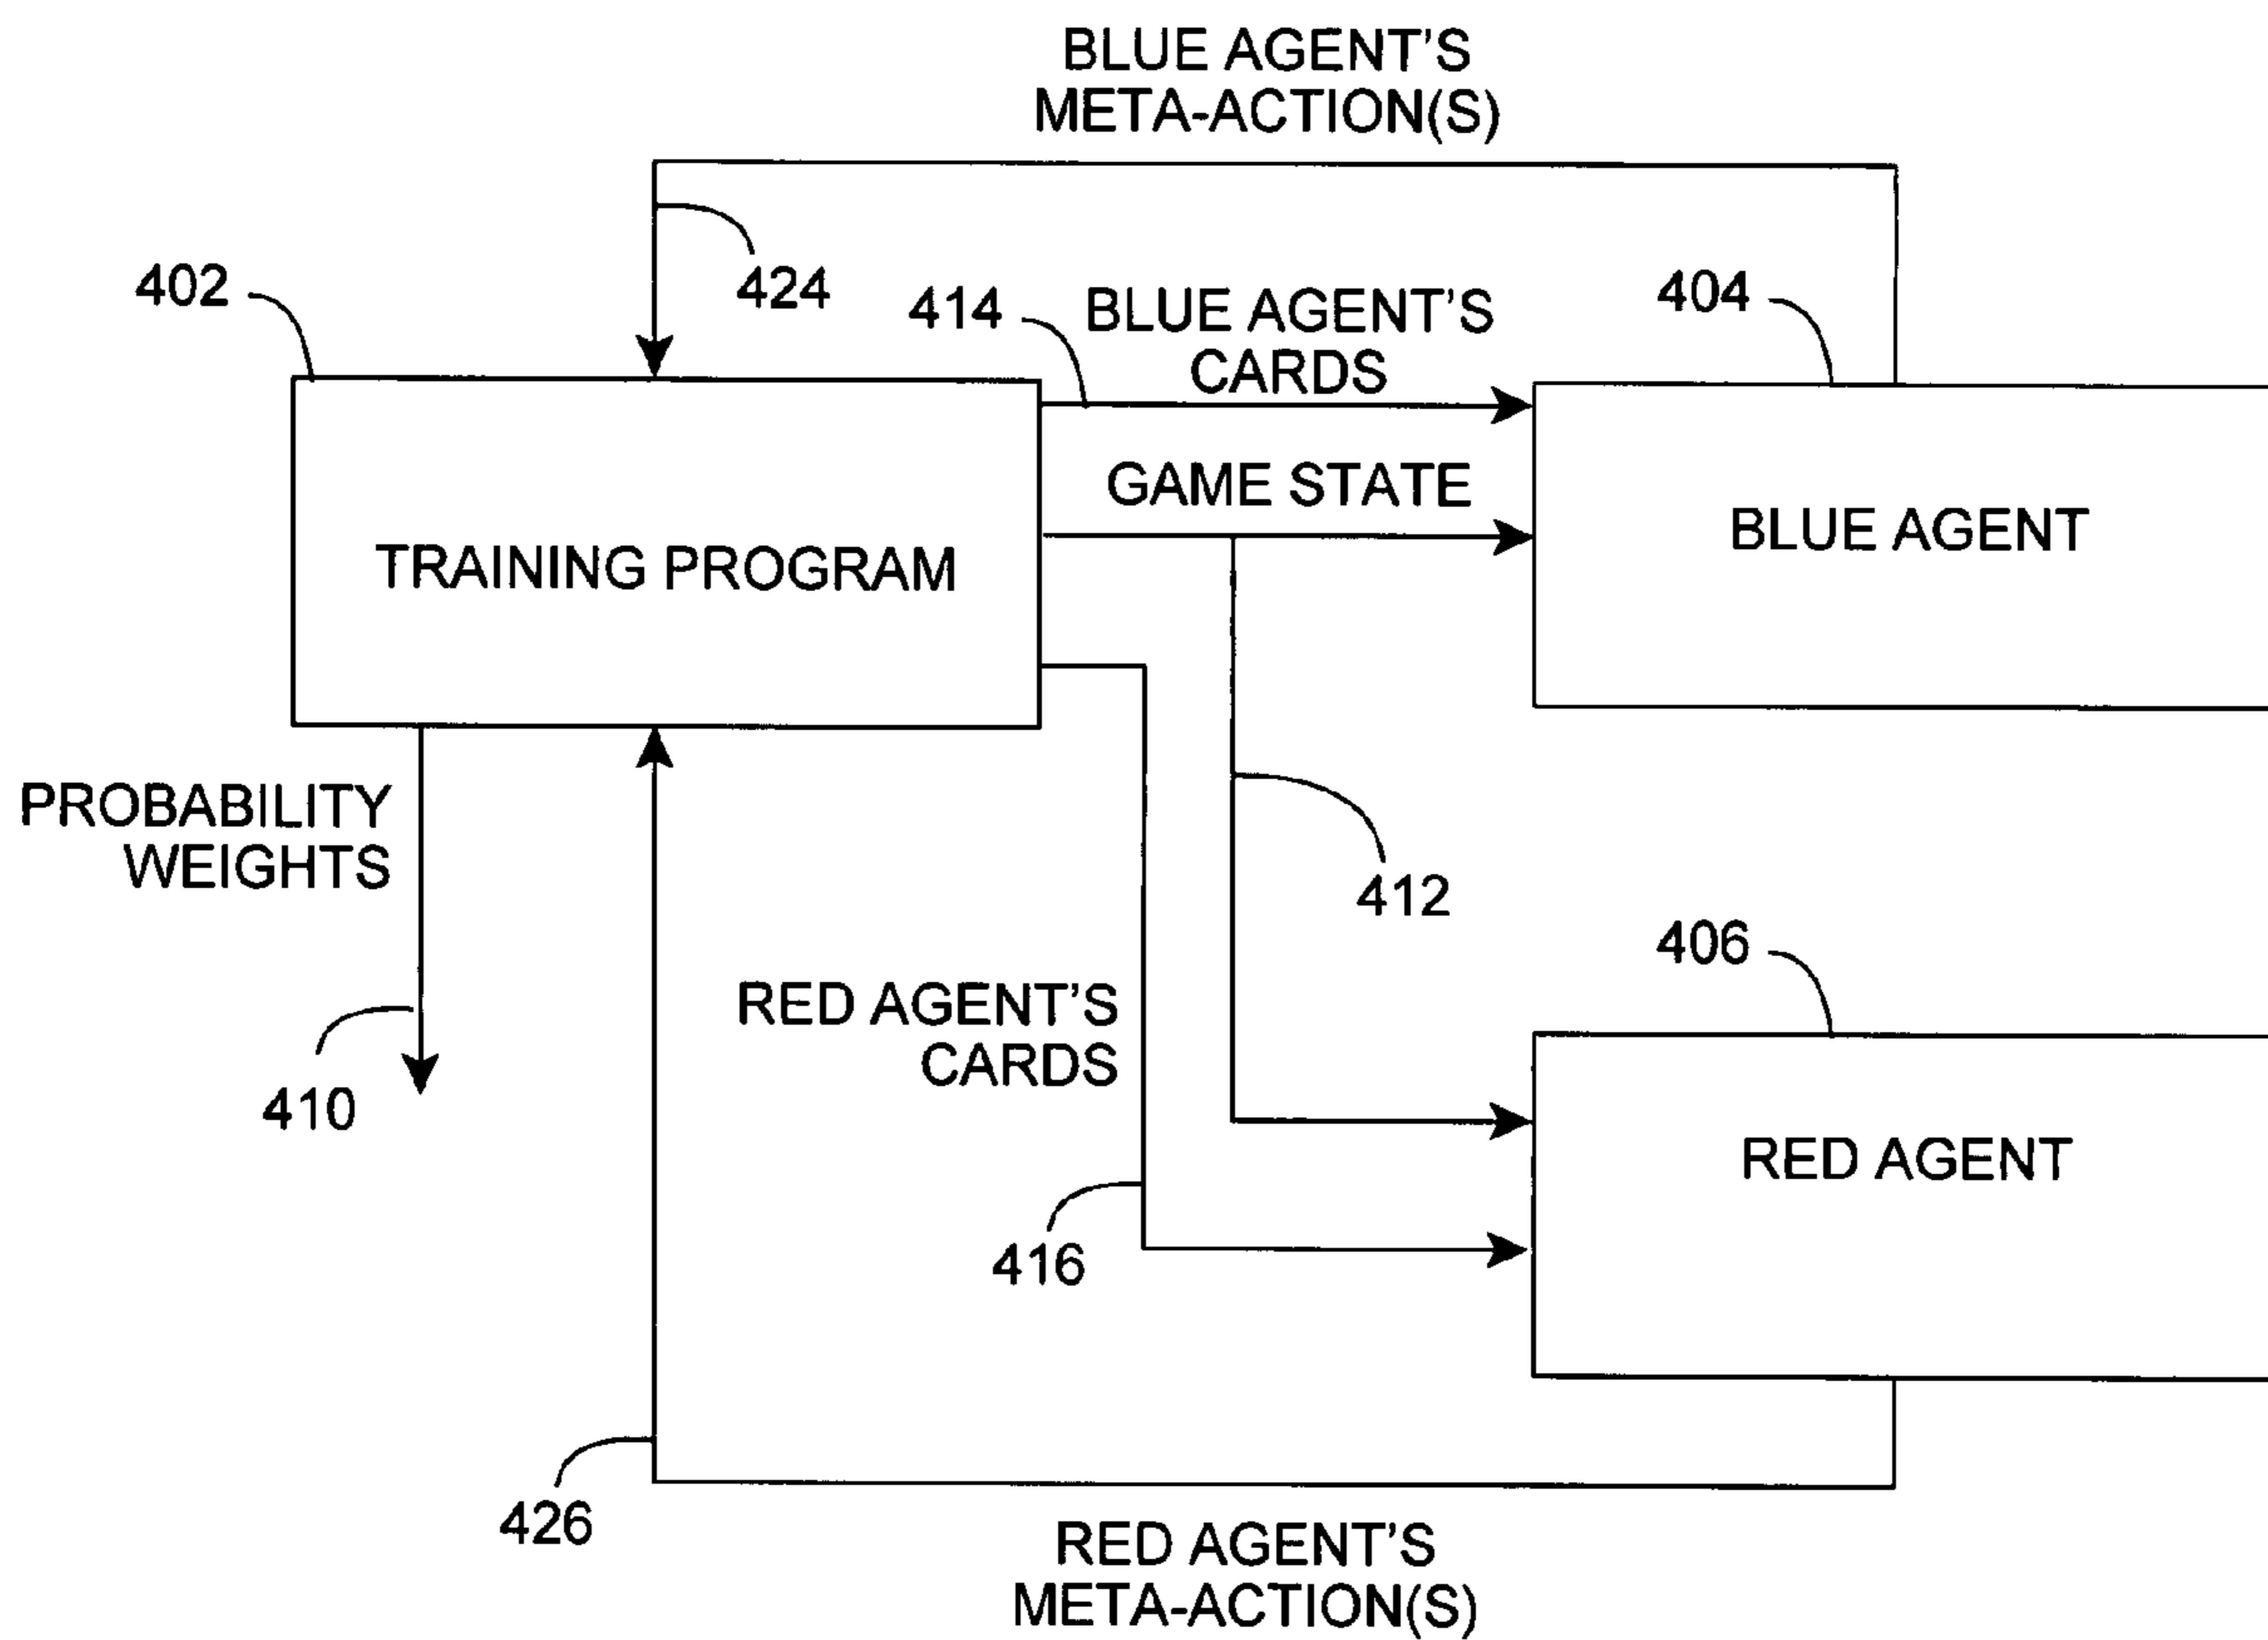 BLUE AGENT'S
META-ACTION(S)
424
402
414
BLUE AGENT'S
CARDS
404
GAME STATE
TRAINING PROGRAM
BLUE AGENT
PROBABILITY
WEIGHTS
412
410
RED AGENT'S
CARDS
406
RED AGENT
416
426
RED AGENT'S
META-ACTION(S)